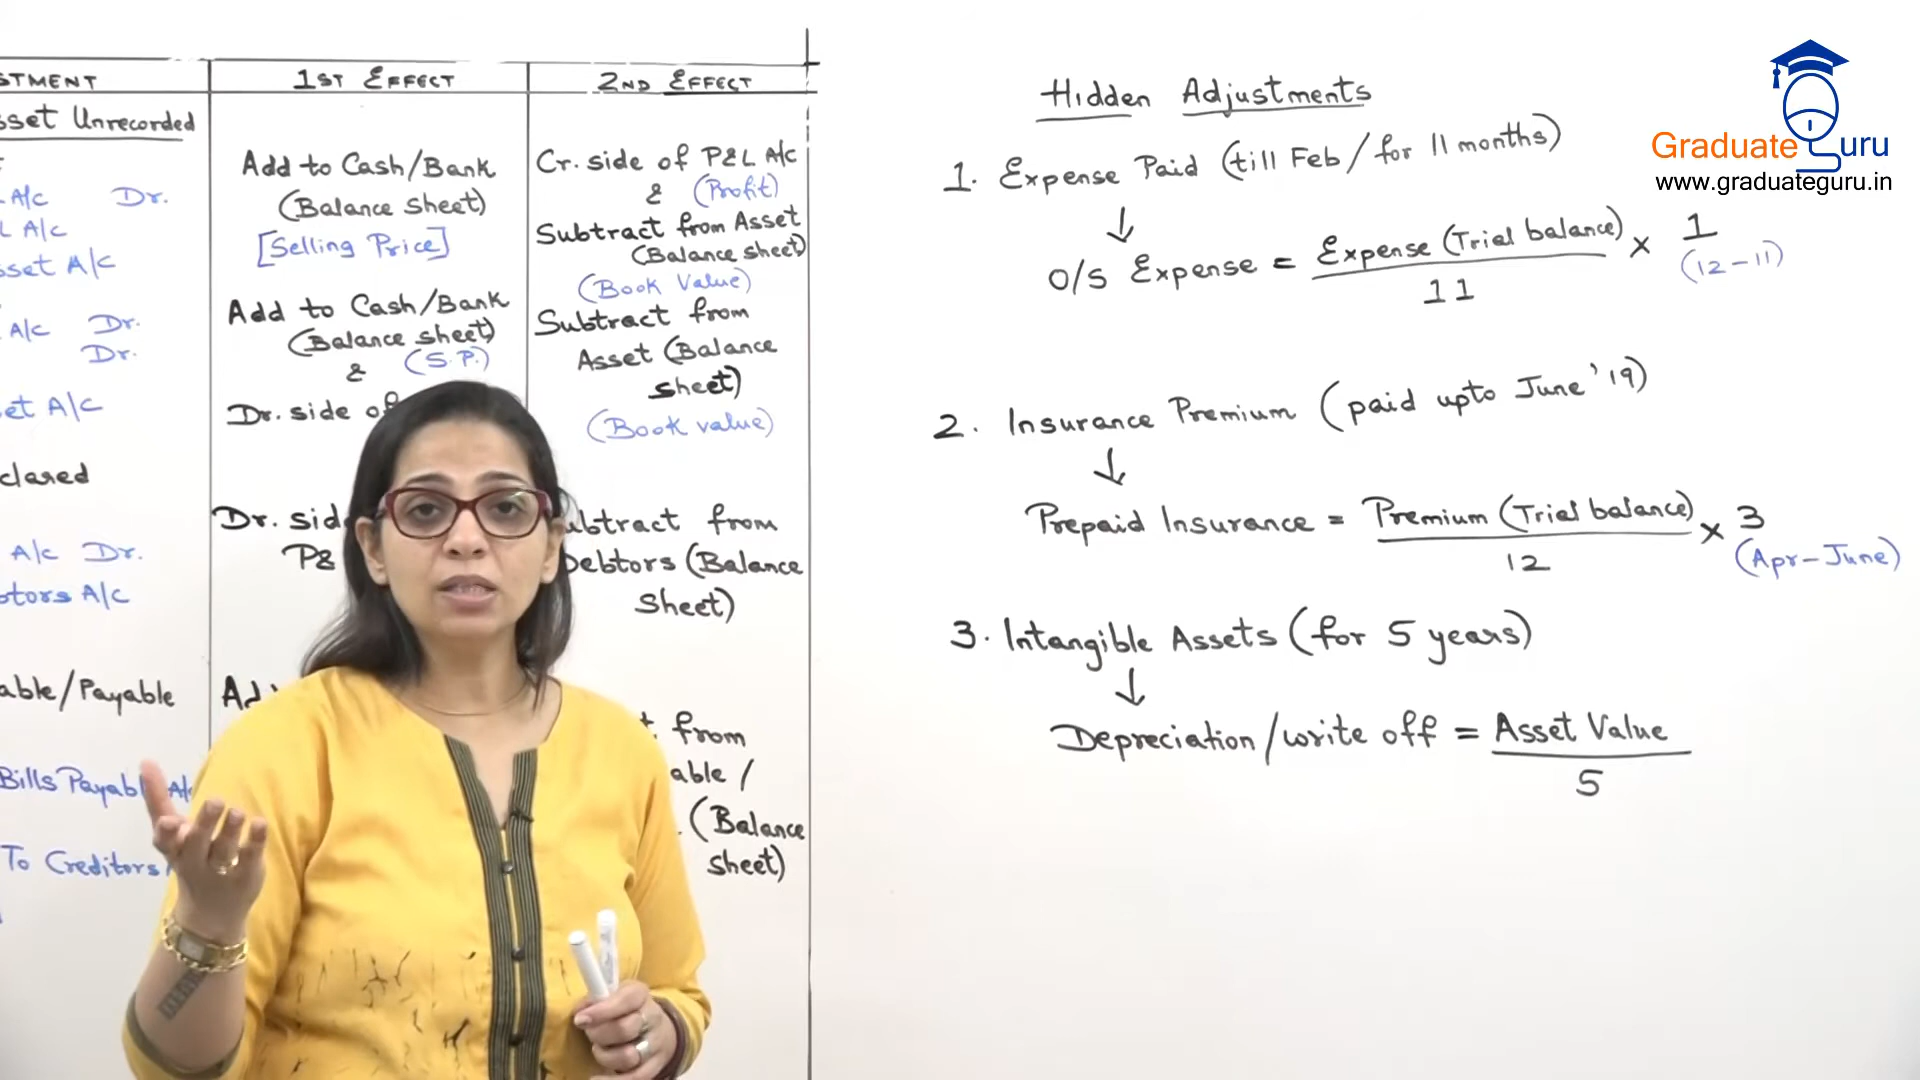 STMENT
1ST EFFECT
2ND EFFECT
sset Unrecorded
A/c Dr.
L A/c
sset A/c
A/c Dr.
Dr.
et A/c
clared
A/c Dr.
btors A/c
able/Payable
Bills Payabl A/c
To Creditors
Add to Cash/Bank
(Balance Sheet)
[Selling Price]
Add to Cash/Bank
(Balance sheet)
& (S.P.)
Dr. side of
Dr. sid
P&
Ad
Cr. side of P&L A/c
& (Profit)
Subtract from Asset
(Balance sheet)
(Book Value)
Subtract from
Asset (Balance
sheet)
(Book value)
ubtract from
Debtors (Balance
Sheet)
t from
able /
. (Balance
sheet)
Hidden Adjustments
1. Expense Paid (till Feb / for 11 months)
↓
O/S Expense = Expense (Trial balance) × 1
11 (12-11)
2. Insurance Premium (paid upto June '19)
↓
Prepaid Insurance = Premium (Trial balance) × 3
12 (Apr-June)
3. Intangible Assets (for 5 years)
↓
Depreciation/write off = Asset Value
5
Graduate Guru
www.graduateguru.in